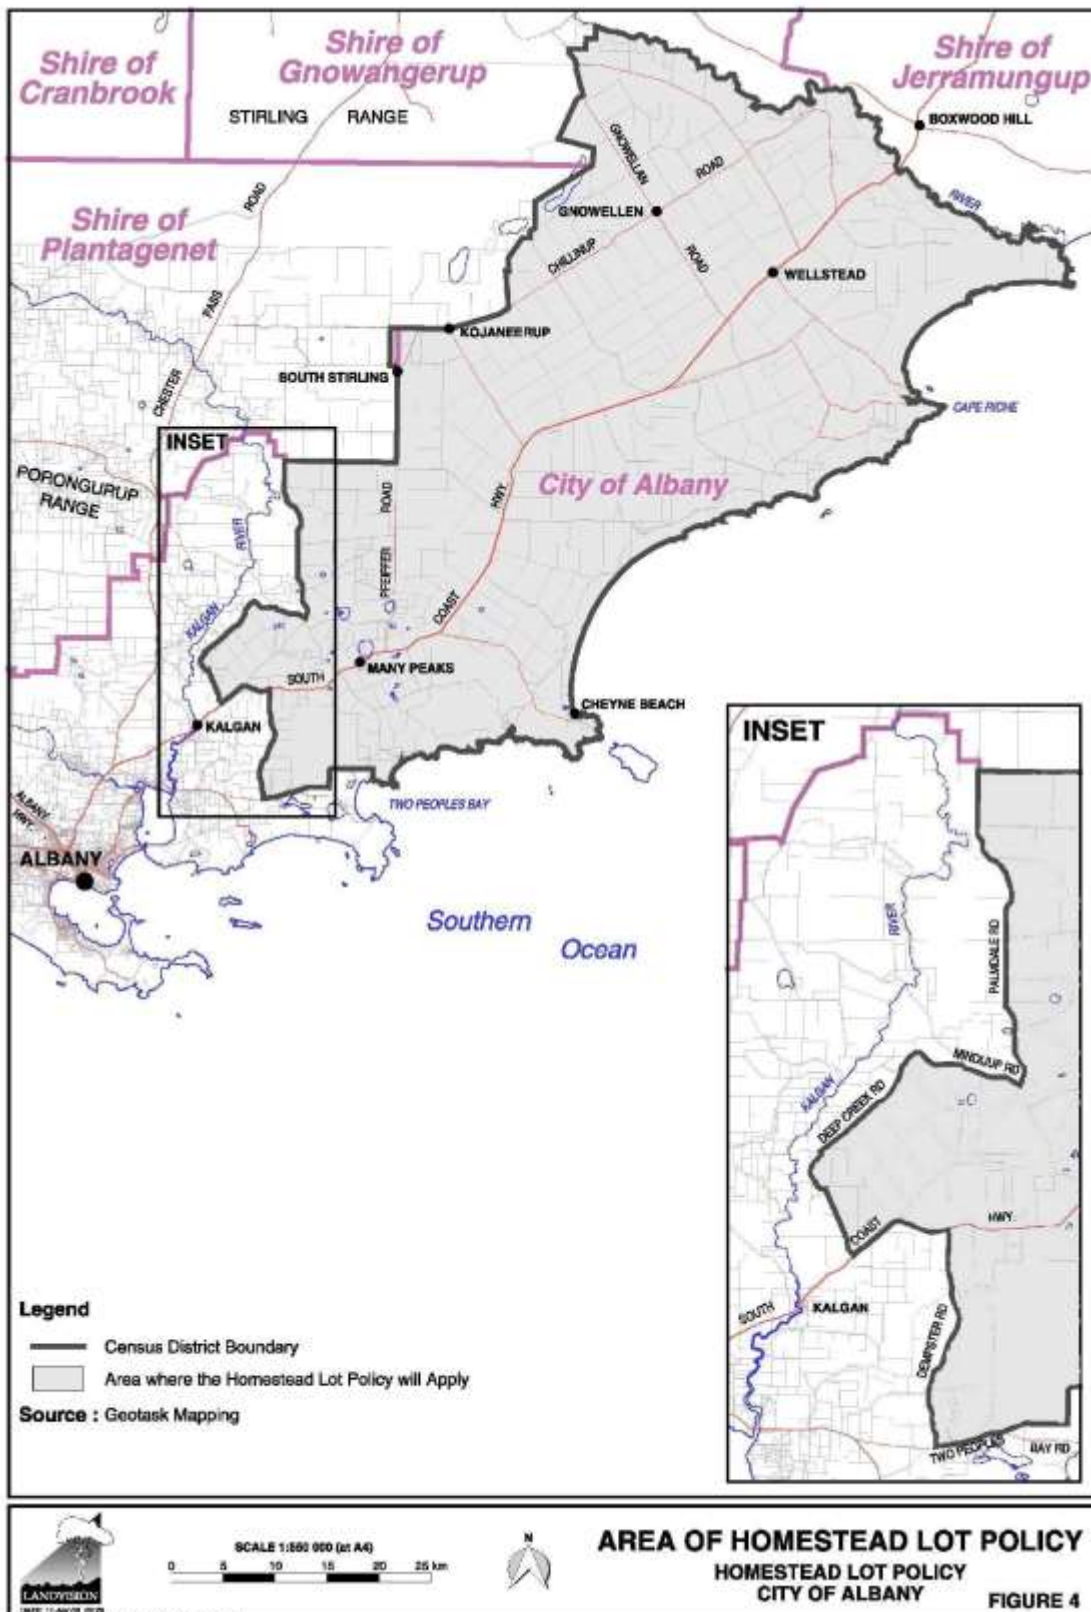 Shire of
Cranbrook
Shire of
Gnowangerup
Shire of
Jerramungup
STIRLING RANGE
BOXWOOD HILL
GNOWELLAN
ROAD
ROAD
RIVER
Shire of
Plantagenet
GNOWELLEN
CHILLINUP
ROAD
WELLSTEAD
PASS
KOJANEERUP
SOUTH STIRLING
CHESTER
CAPE RICHE
INSET
PORONGURUP
RANGE
City of Albany
HWY
ROAD
RIVER
PFEIFFER
KALGAN
COAST
MANY PEAKS
SOUTH
CHEYNE BEACH
KALGAN
TWO PEOPLES BAY
ALBANY
HWY.
ALBANY
Southern
Ocean
INSET
RIVER
PALMDALE RD
MINDIJUP RD
KALGAN
DEEP CREEK RD
COAST
HWY.
SOUTH
KALGAN
DEMPSTER RD
TWO PEOPLES
BAY RD
Legend
Census District Boundary
Area where the Homestead Lot Policy will Apply
Source : Geotask Mapping
LANDVISION
SCALE 1:550 000 (at A4)
0 5 10 15 20 25 km
N
AREA OF HOMESTEAD LOT POLICY
HOMESTEAD LOT POLICY
CITY OF ALBANY
FIGURE 4